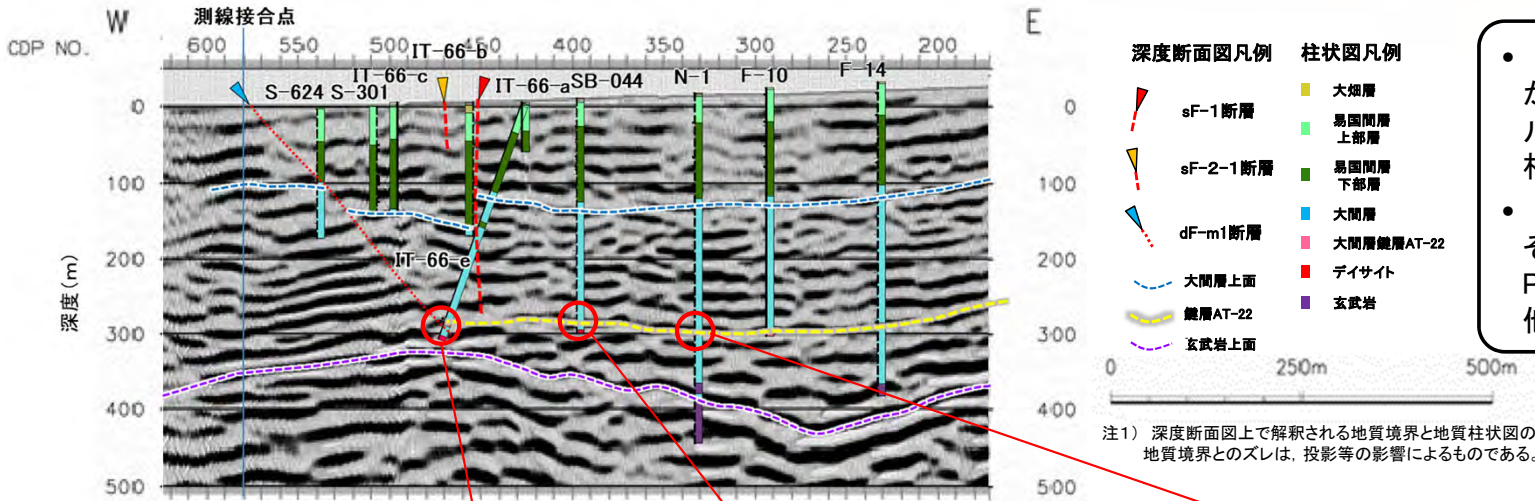 測線接合点
W
E
CDP NO.
600 550 500 450 400 350 300 250 200
IT-66-b
IT-66-c
IT-66-a
SB-044
N-1
F-10
F-14
S-624 S-301
IT-66-e
深度(m)
0
100
200
300
400
500
0
100
200
300
400
500
深度断面図凡例
sF-1断層
sF-2-1断層
dF-m1断層
大間層上面
鍵層AT-22
玄武岩上面
柱状図凡例
大畑層
易国間層
上部層
易国間層
下部層
大間層
大間層鍵層AT-22
デイサイト
玄武岩
0 250m 500m
注1) 深度断面図上で解釈される地質境界と地質柱状図の
地質境界とのズレは,投影等の影響によるものである。
•
•